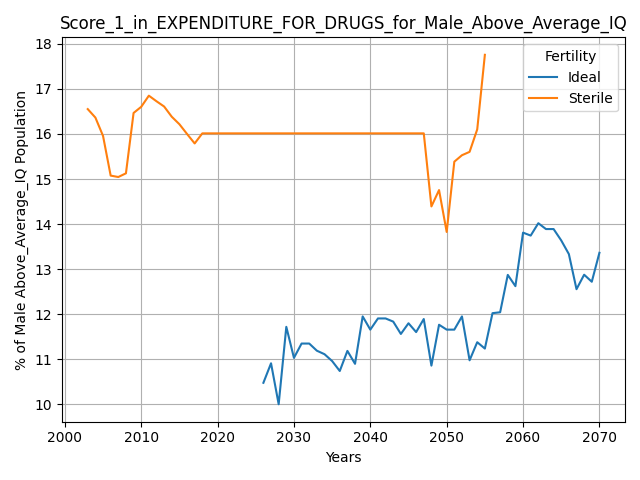 Score_1_in_EXPENDITURE_FOR_DRUGS_for_Male_Above_Average_IQ
% of Male Above_Average_IQ Population
18
17
16
15
14
13
12
11
10
Fertility
Ideal
Sterile
2000 2010 2020 2030 2040 2050 2060 2070
Years